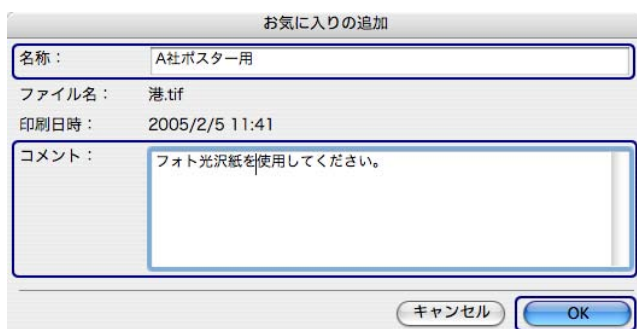 お気に入りの追加
名称： A社ポスター用
ファイル名： 港.tif
印刷日時： 2005/2/5 11:41
コメント： フォト光沢紙を使用してください。
キャンセル OK